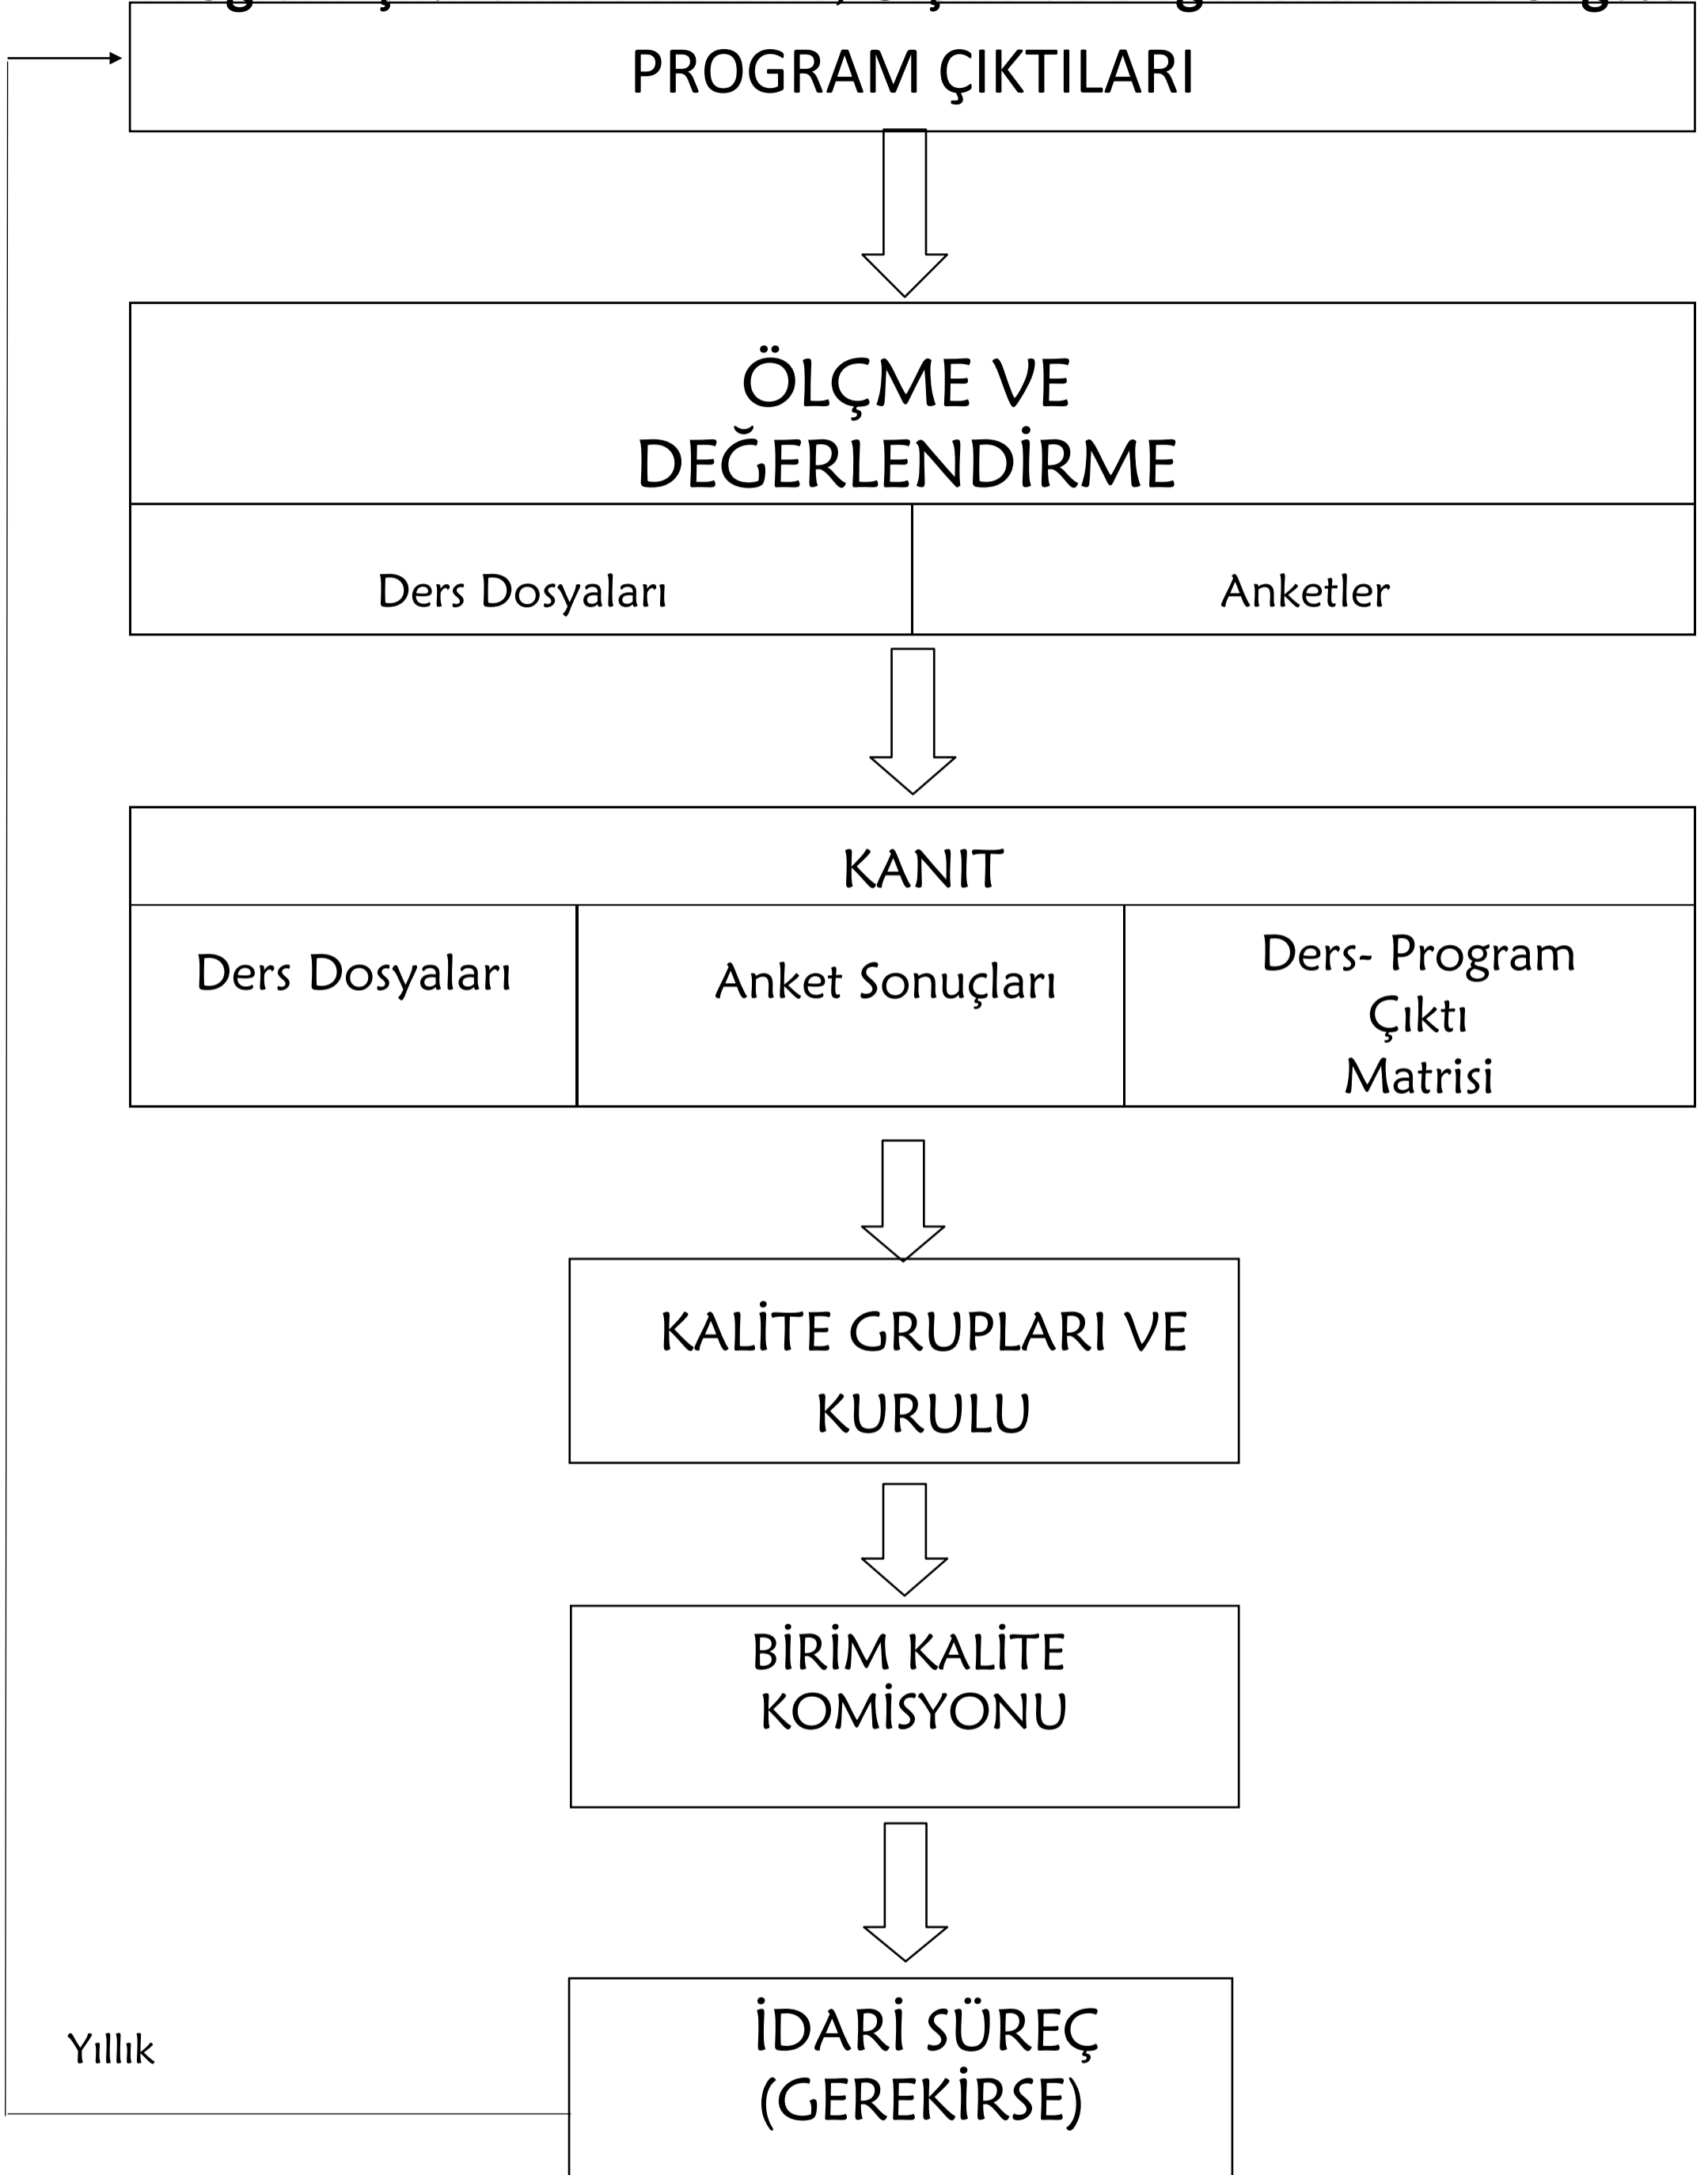 PROGRAM ÇIKTILARI
ÖLÇME VE
DEĞERLENDİRME
Ders Dosyaları
Anketler
KANIT
Ders Dosyaları
Anket Sonuçları
Ders- Program
Çıktı
Matrisi
KALİTE GRUPLARI VE
KURULU
BİRİM KALİTE
KOMİSYONU
İDARİ SÜREÇ
(GEREKİRSE)
Yıllık